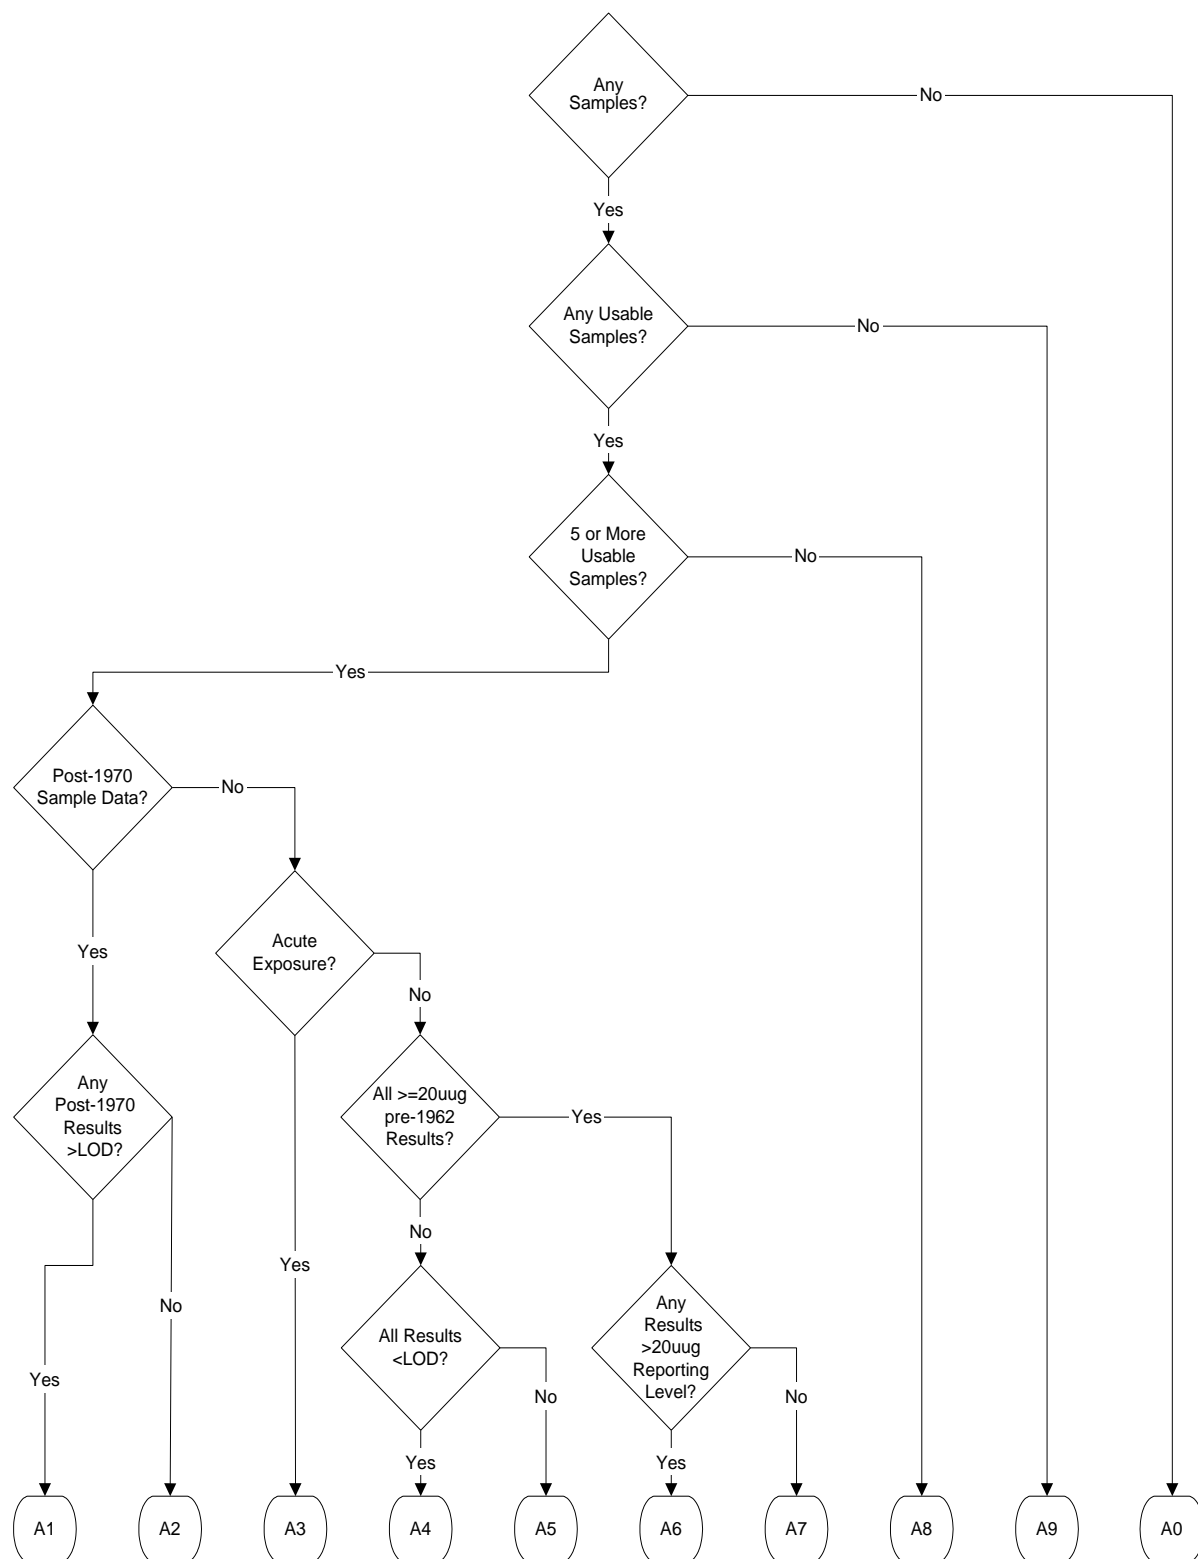 Any
Samples?
No
Yes
Any Usable
Samples?
No
Yes
5 or More
Usable
Samples?
No
Yes
Post-1970
Sample Data?
No
Yes
Acute
Exposure?
No
Any
Post-1970
Results
>LOD?
All >=20uug
pre-1962
Results?
Yes
No
Yes
No
All Results
<LOD?
Any
Results
>20uug
Reporting
Level?
Yes
No
No
Yes
Yes
A1
A2
A3
A4
A5
A6
A7
A8
A9
A0